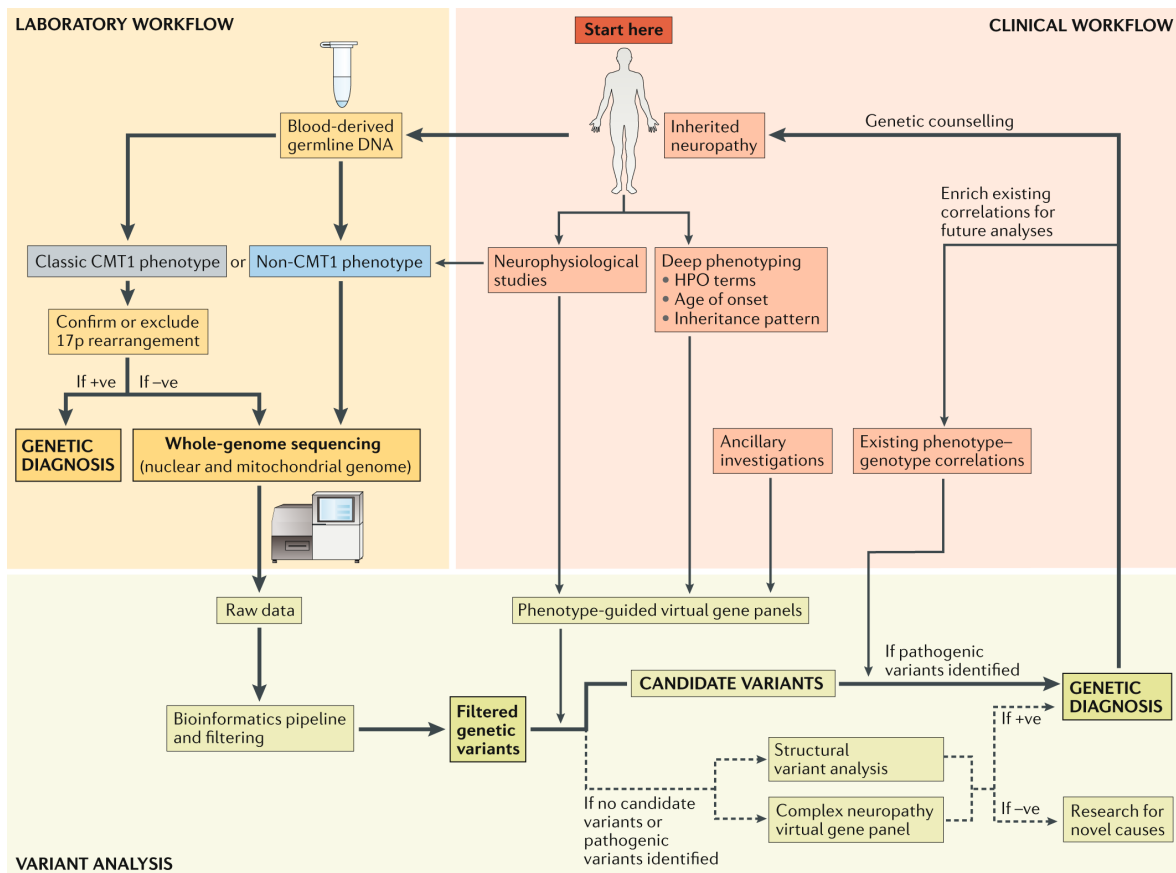 LABORATORY WORKFLOW
Start here
CLINICAL WORKFLOW
Blood-derived
germline DNA
Inherited
neuropathy
Genetic counselling
Enrich existing
correlations for
future analyses
Classic CMT1 phenotype
or
Non-CMT1 phenotype
Neurophysiological
studies
Deep phenotyping
• HPO terms
• Age of onset
• Inheritance pattern
Confirm or exclude
17p rearrangement
If +ve
If –ve
GENETIC
DIAGNOSIS
Whole-genome sequencing
(nuclear and mitochondrial genome)
Ancillary
investigations
Existing phenotype–
genotype correlations
Raw data
Phenotype-guided virtual gene panels
If pathogenic
variants identified
CANDIDATE VARIANTS
GENETIC
DIAGNOSIS
Bioinformatics pipeline
and filtering
Filtered
genetic
variants
If +ve
Structural
variant analysis
If no candidate
variants or
pathogenic
variants identified
Complex neuropathy
virtual gene panel
If –ve
Research for
novel causes
VARIANT ANALYSIS